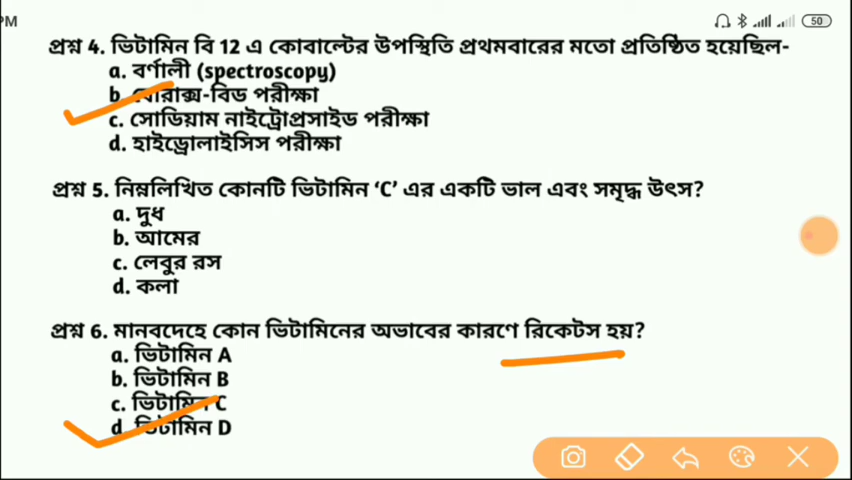 PM
50
প্রশ্ন 4. ভিটামিন বি 12 এ কোবাল্টের উপস্থিতি প্রথমবারের মতো প্রতিষ্ঠিত হয়েছিল-
a. বর্ণালী (spectroscopy)
b. বোরাক্স-বিড পরীক্ষা
c. সোডিয়াম নাইট্রোপ্রসাইড পরীক্ষা
d. হাইড্রোলাইসিস পরীক্ষা
প্রশ্ন 5. নিম্নলিখিত কোনটি ভিটামিন ‘C’ এর একটি ভাল এবং সমৃদ্ধ উৎস?
a. দুধ
b. আমের
c. লেবুর রস
d. কলা
প্রশ্ন 6. মানবদেহে কোন ভিটামিনের অভাবের কারণে রিকেটস হয়?
a. ভিটামিন A
b. ভিটামিন B
c. ভিটামিন C
d. ভিটামিন D